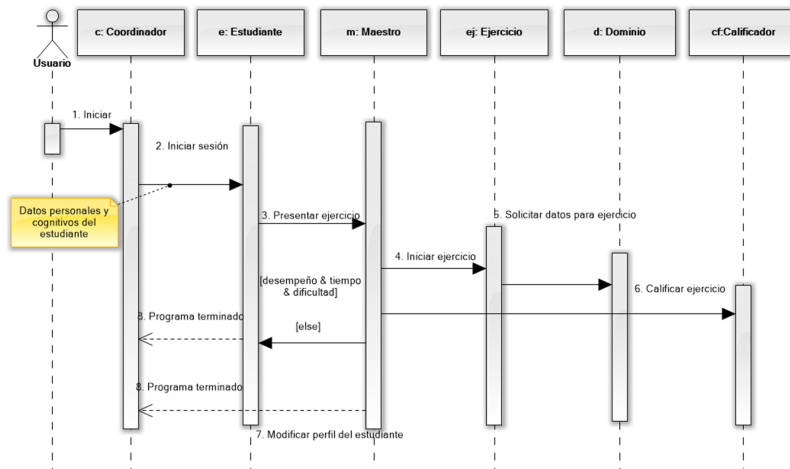 c: Coordinador
e: Estudiante
m: Maestro
ej: Ejercicio
d: Dominio
cf:Calificador
Usuario
1. Iniciar
2. Iniciar sesión
Datos personales y
cognitivos del
estudiante
3. Presentar ejercicio
5. Solicitar datos para ejercicio
4. Iniciar ejercicio
[desempeño & tiempo
& dificultad]
6. Calificar ejercicio
8. Programa terminado
[else]
8. Programa terminado
7. Modificar perfil del estudiante